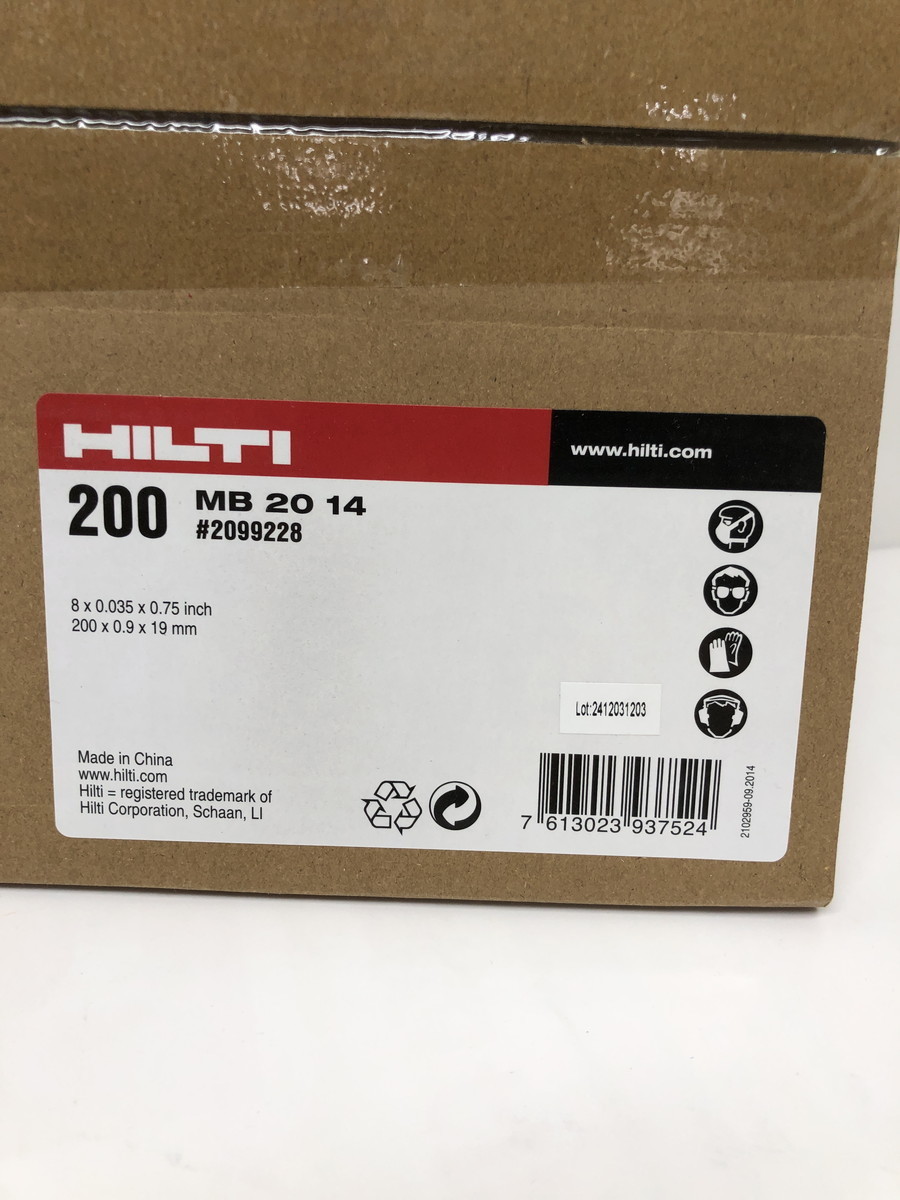 HILTI
www.hilti.com
200
MB 20 14
#2099228
8 x 0.035 x 0.75 inch
200 x 0.9 x 19 mm
Lot:2412031203
Made in China
www.hilti.com
Hilti = registered trademark of
Hilti Corporation, Schaan, LI
7 613023 937524
2102959-09.2014